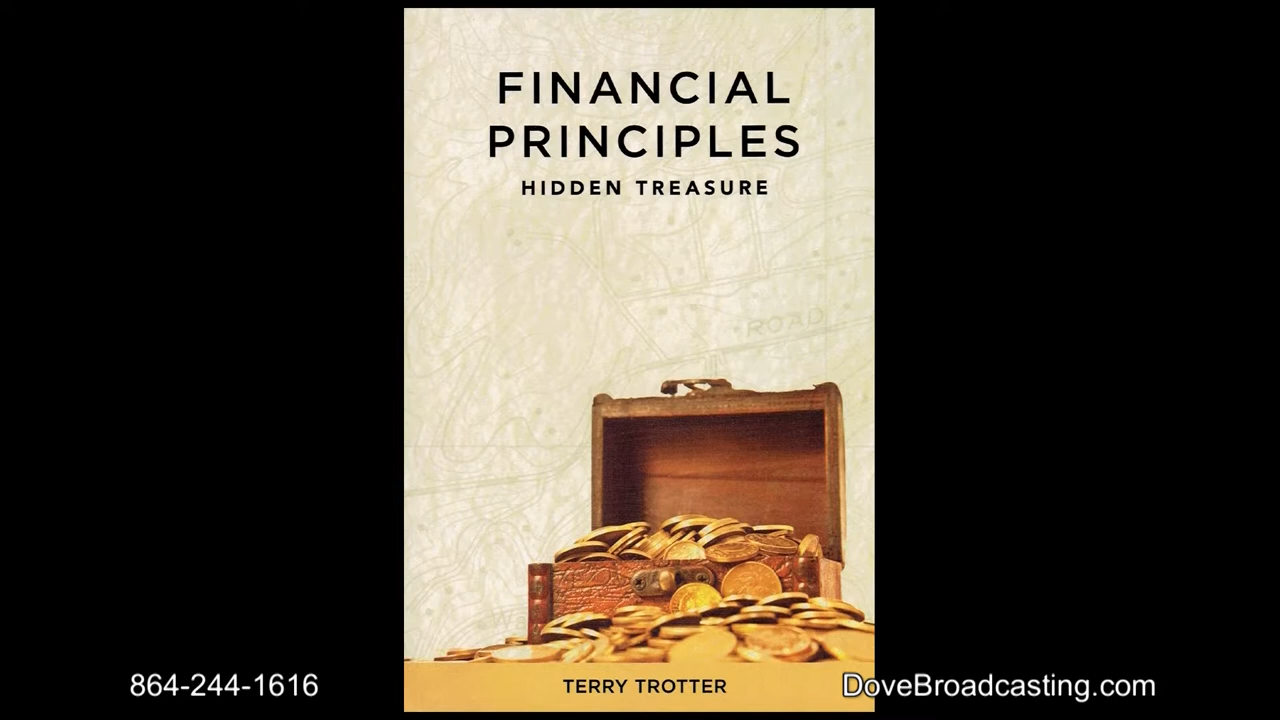 FINANCIAL
PRINCIPLES
HIDDEN TREASURE
ROAD
TERRY TROTTER
864-244-1616
DoveBroadcasting.com